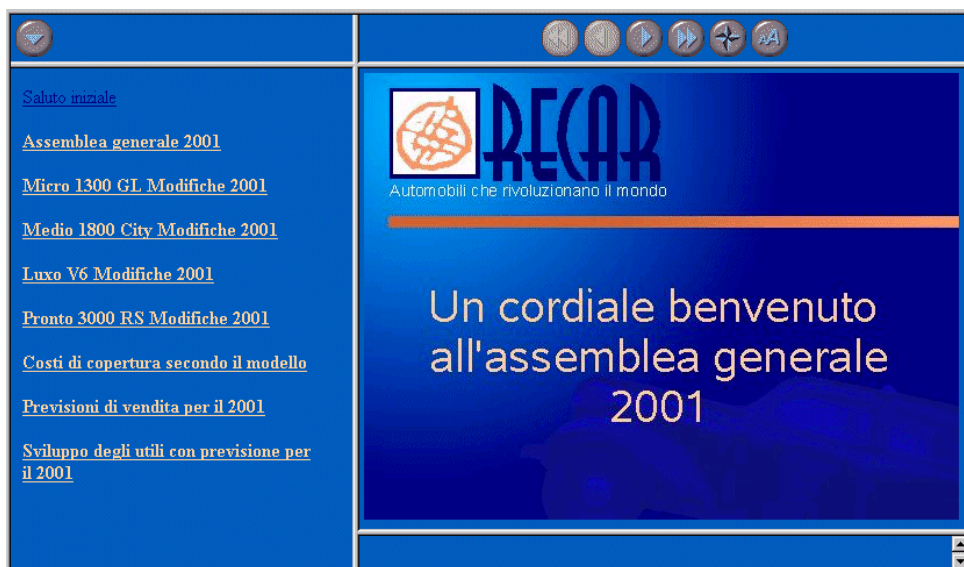 Saluto iniziale
Assemblea generale 2001
Micro 1300 GL Modifiche 2001
Medio 1800 City Modifiche 2001
Luxo V6 Modifiche 2001
Pronto 3000 RS Modifiche 2001
Costi di copertura secondo il modello
Previsioni di vendita per il 2001
Sviluppo degli utili con previsione per
il 2001
AA
RECAR
Automobili che rivoluzionano il mondo
Un cordiale benvenuto
all'assemblea generale
2001